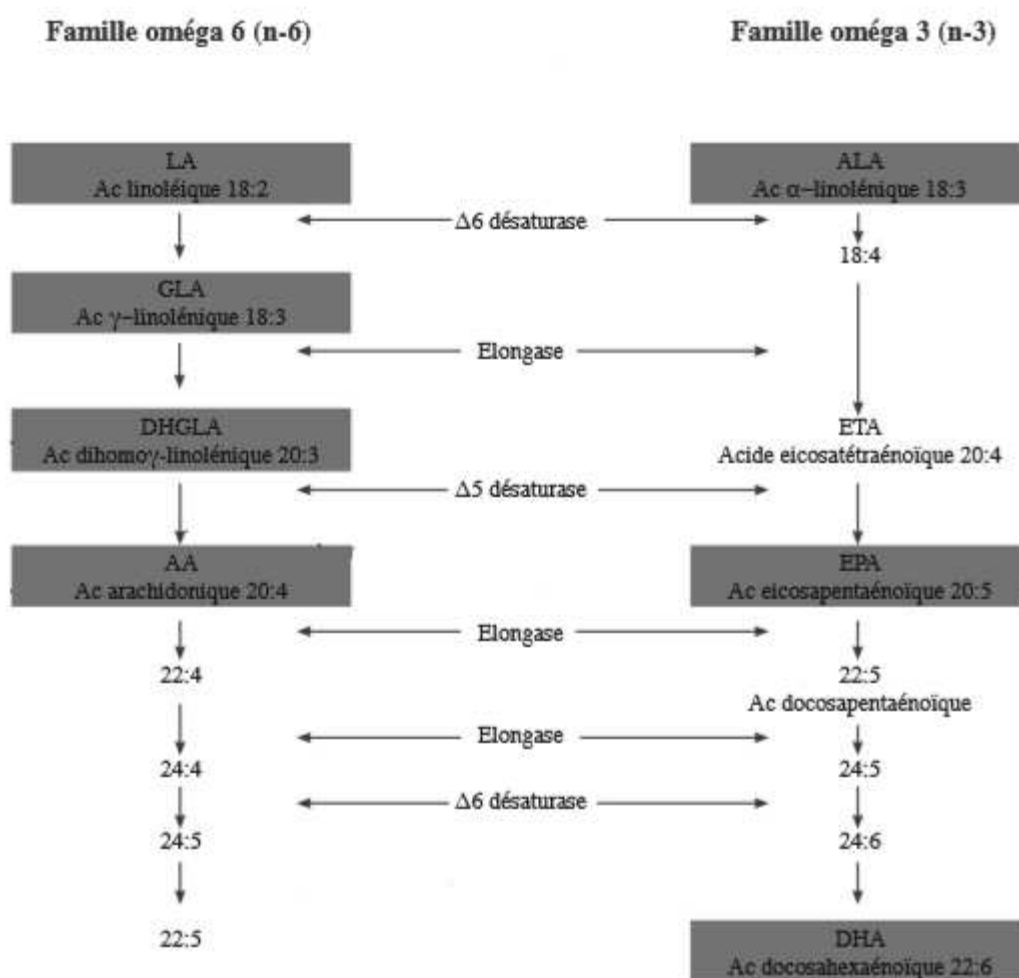 Famille oméga 6 (n-6)
Famille oméga 3 (n-3)
LA
Ac linoléique 18:2
ALA
Ac α–linolénique 18:3
Δ6 désaturase
18:4
GLA
Ac γ–linolénique 18:3
Elongase
DHGLA
Ac dihomoγ-linolénique 20:3
ETA
Acide eicosatétraénoïque 20:4
Δ5 désaturase
AA
Ac arachidonique 20:4
EPA
Ac eicosapentaénoïque 20:5
Elongase
22:4
22:5
Ac docosapentaénoïque
Elongase
24:4
24:5
Δ6 désaturase
24:5
24:6
22:5
DHA
Ac docosahexaénoïque 22:6